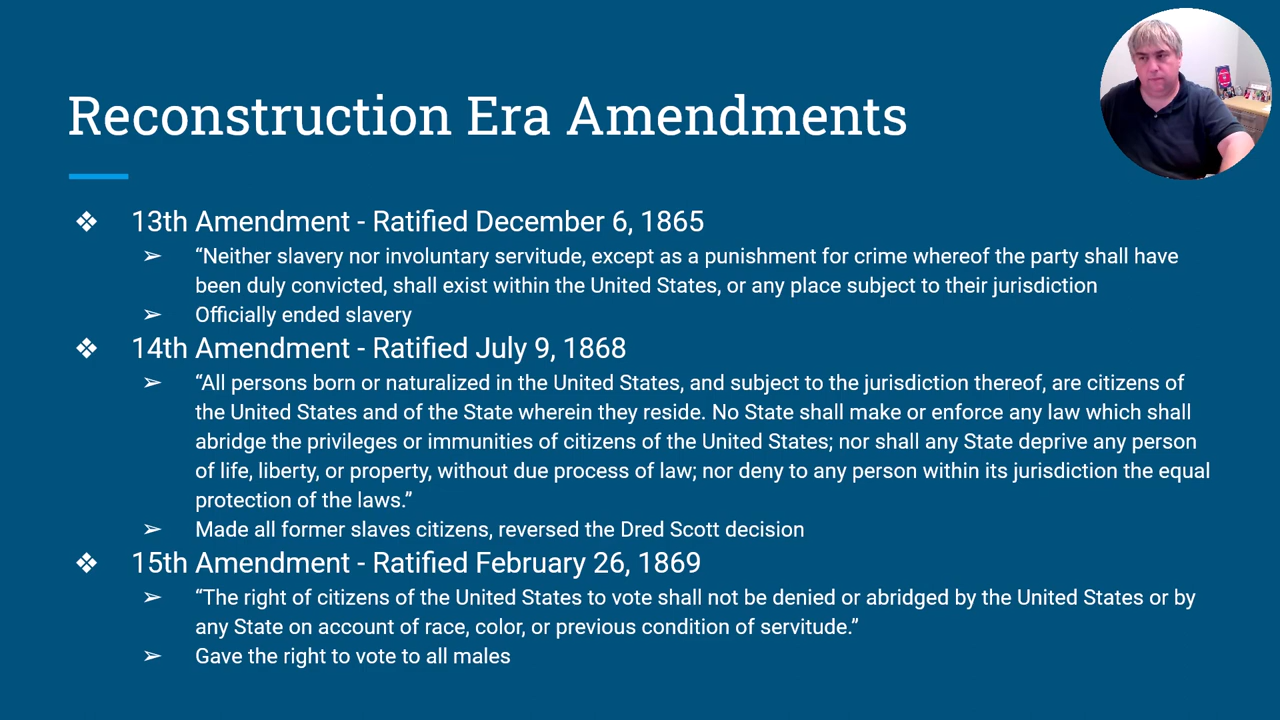 Reconstruction Era Amendments
❖ 13th Amendment - Ratified December 6, 1865
➢ “Neither slavery nor involuntary servitude, except as a punishment for crime whereof the party shall have
been duly convicted, shall exist within the United States, or any place subject to their jurisdiction
➢ Officially ended slavery
❖ 14th Amendment - Ratified July 9, 1868
➢ “All persons born or naturalized in the United States, and subject to the jurisdiction thereof, are citizens of
the United States and of the State wherein they reside. No State shall make or enforce any law which shall
abridge the privileges or immunities of citizens of the United States; nor shall any State deprive any person
of life, liberty, or property, without due process of law; nor deny to any person within its jurisdiction the equal
protection of the laws.”
➢ Made all former slaves citizens, reversed the Dred Scott decision
❖ 15th Amendment - Ratified February 26, 1869
➢ “The right of citizens of the United States to vote shall not be denied or abridged by the United States or by
any State on account of race, color, or previous condition of servitude.”
➢ Gave the right to vote to all males